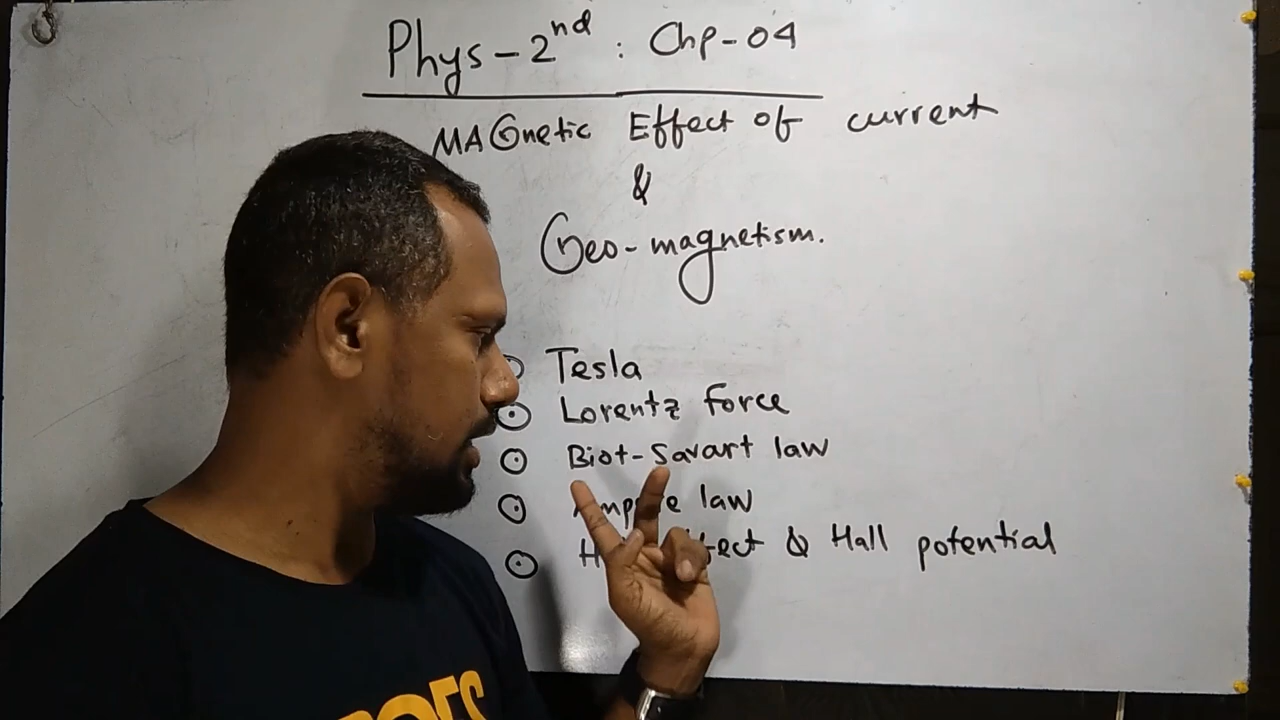 Phys-2nd : Chp-04
MAGnetic Effect of current
&
Geo-magnetism.
Tesla
Lorentz force
Biot-Savart law
law
& Hall potential